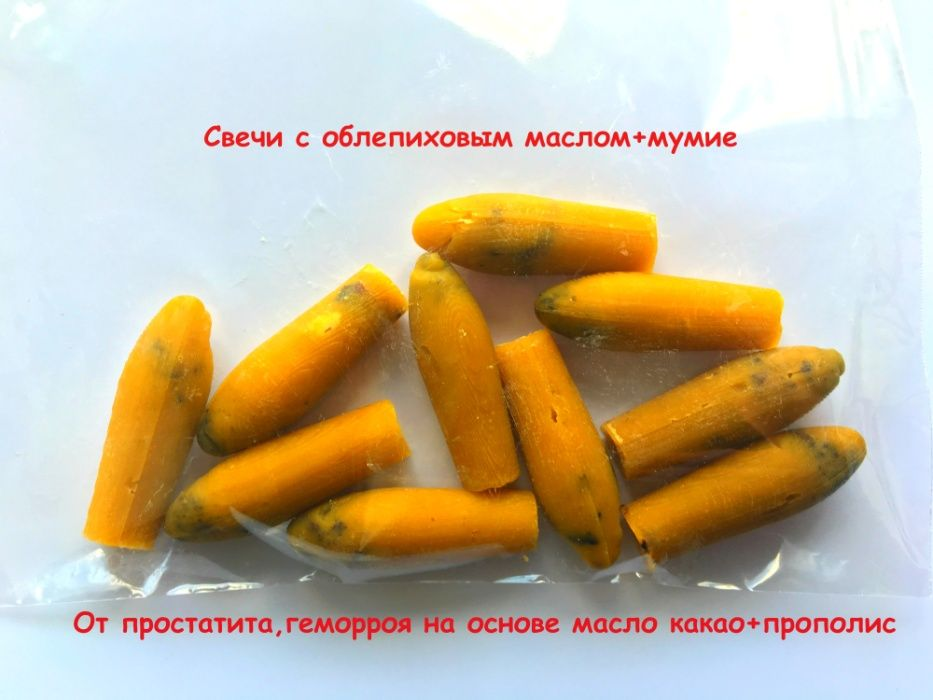 Свечи с облепиховым маслом+мумие
От простатита,геморроя на основе масло какао+прополис